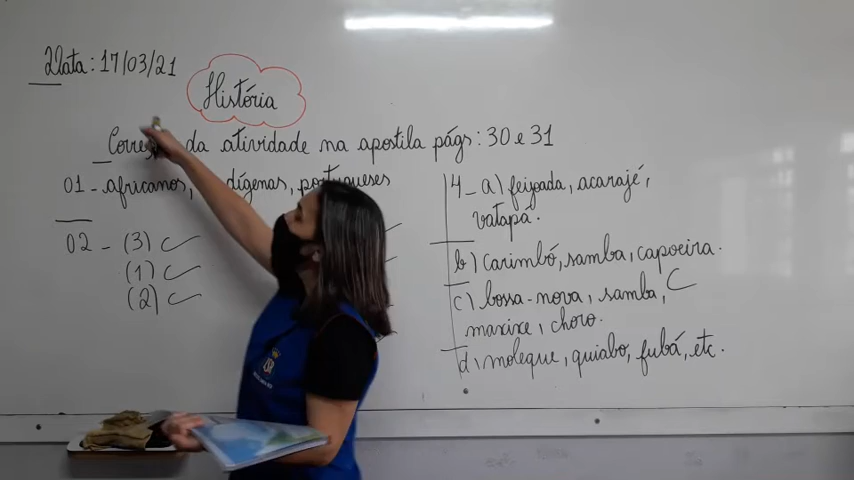 Data: 17/03/21
História
da atividade na apostila págs: 30 e 31
01 - africanos, portugueses
02 - (3)
(1)
(2)
4 - a) feijoada, acarajé,
vatapá.
b) carimbó, samba, capoeira.
c) bossa-nova, samba,
maxixe, choro.
d) moleque, quiabo, fubá, etc.